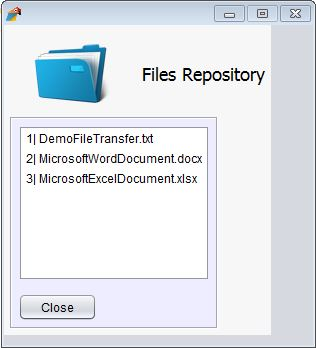 Files Repository
1| DemoFileTransfer.txt
2| MicrosoftWordDocument.docx
3| MicrosoftExcelDocument.xlsx
Close